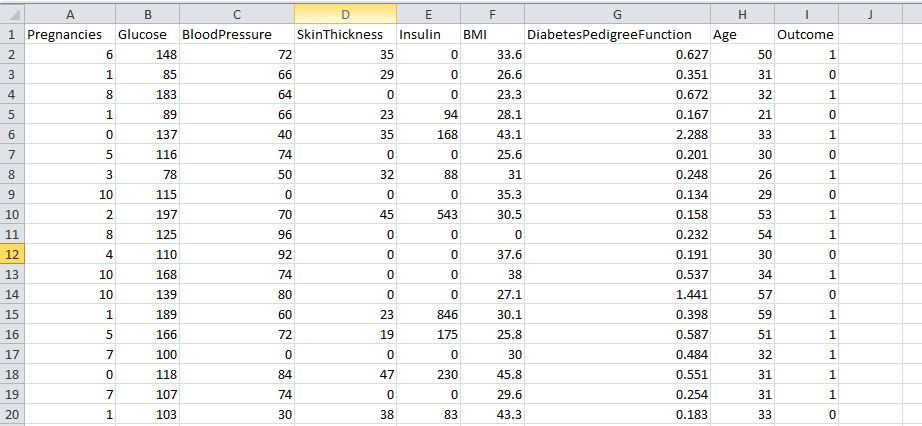 A B C D E F G H I J
1 Pregnancies Glucose BloodPressure SkinThickness Insulin BMI DiabetesPedigreeFunction Age Outcome
2 6 148 72 35 0 33.6 0.627 50 1
3 1 85 66 29 0 26.6 0.351 31 0
4 8 183 64 0 0 23.3 0.672 32 1
5 1 89 66 23 94 28.1 0.167 21 0
6 0 137 40 35 168 43.1 2.288 33 1
7 5 116 74 0 0 25.6 0.201 30 0
8 3 78 50 32 88 31 0.248 26 1
9 10 115 0 0 0 35.3 0.134 29 0
10 2 197 70 45 543 30.5 0.158 53 1
11 8 125 96 0 0 0 0.232 54 1
12 4 110 92 0 0 37.6 0.191 30 0
13 10 168 74 0 0 38 0.537 34 1
14 10 139 80 0 0 27.1 1.441 57 0
15 1 189 60 23 846 30.1 0.398 59 1
16 5 166 72 19 175 25.8 0.587 51 1
17 7 100 0 0 0 30 0.484 32 1
18 0 118 84 47 230 45.8 0.551 31 1
19 7 107 74 0 0 29.6 0.254 31 1
20 1 103 30 38 83 43.3 0.183 33 0